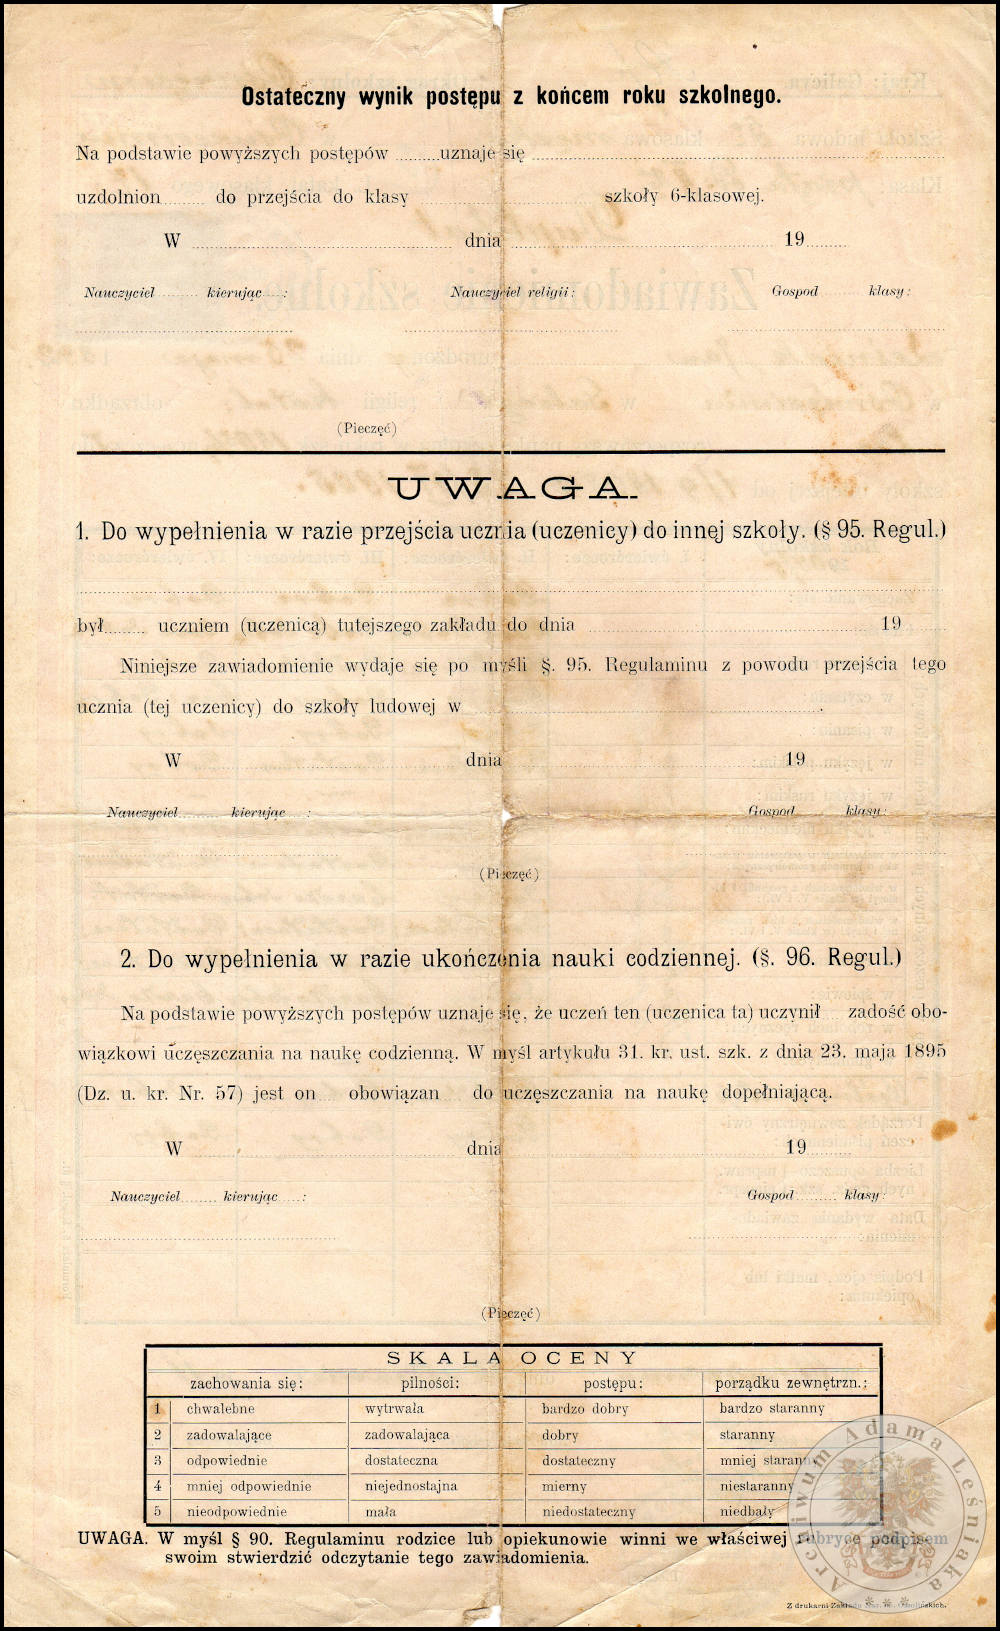 Ostateczny wynik postępu z końcem roku szkolnego.
Na podstawie powyższych postępów ........ uznaje się ........
uzdolnion ........ do przejścia do klasy ........ szkoły 6-klasowej.
W ........ dnia ........ 19 ........
Nauczyciel ........ kierując ....: Nauczyciel religii: Gospod ........ klasy:
(Pieczęć)
UWAGA.
1. Do wypełnienia w razie przejścia ucznia (uczenicy) do innej szkoły. (§ 95. Regul.)
był ........ uczniem (uczenicą) tutejszego zakładu do dnia ........ 19 ........
Niniejsze zawiadomienie wydaje się po myśli §. 95. Regulaminu z powodu przejścia tego
ucznia (tej uczenicy) do szkoły ludowej w ........
W ........ dnia ........ 19 ........
Nauczyciel ........ kierując ....: Gospod ........ klasy:
(Pieczęć)
2. Do wypełnienia w razie ukończenia nauki codziennej. (§. 96. Regul.)
Na podstawie powyższych postępów uznaje się, że uczeń ten (uczenica ta) uczynił .... zadość obo-
wiązkowi uczęszczania na naukę codzienną. W myśl artykułu 31. kr. ust. szk. z dnia 23. maja 1895
(Dz. u. kr. Nr. 57) jest on .... obowiązan .... do uczęszczania na naukę dopełniającą.
W ........ dnia ........ 19 ........
Nauczyciel ........ kierując ....: Gospod ........ klasy:
(Pieczęć)
SKALA OCENY
zachowania się: pilności: postępu: porządku zewnętrzn.:
1 chwalebne wytrwała bardzo dobry bardzo staranny
2 zadowalające zadowalająca dobry staranny
3 odpowiednie dostateczna dostateczny mniej staranny
4 mniej odpowiednie niejednostajna mierny niestaranny
5 nieodpowiednie mała niedostateczny niedbały
UWAGA. W myśl § 90. Regulaminu rodzice lub opiekunowie winni we właściwej rubryce podpisem
swoim stwierdzić odczytanie tego zawiadomienia.
Archiwum Adama Leśniaka
Z drukarni Zakładu Nar. im. Ossolińskich.